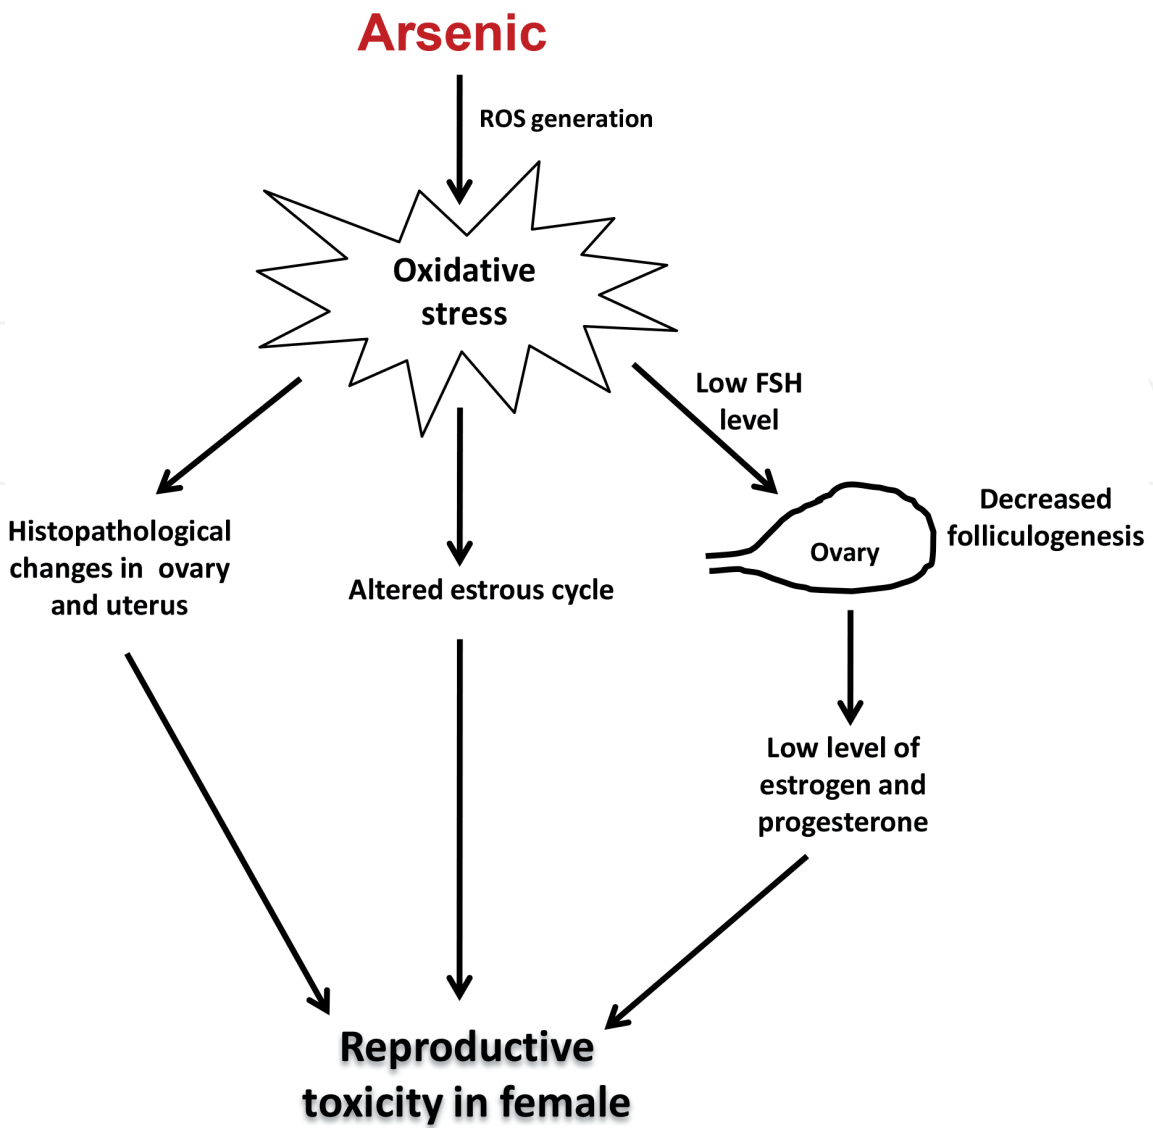 Arsenic
ROS generation
Oxidative
stress
Low FSH
level
Histopathological
changes in ovary
and uterus
Altered estrous cycle
Ovary
Decreased
folliculogenesis
Low level of
estrogen and
progesterone
Reproductive
toxicity in female